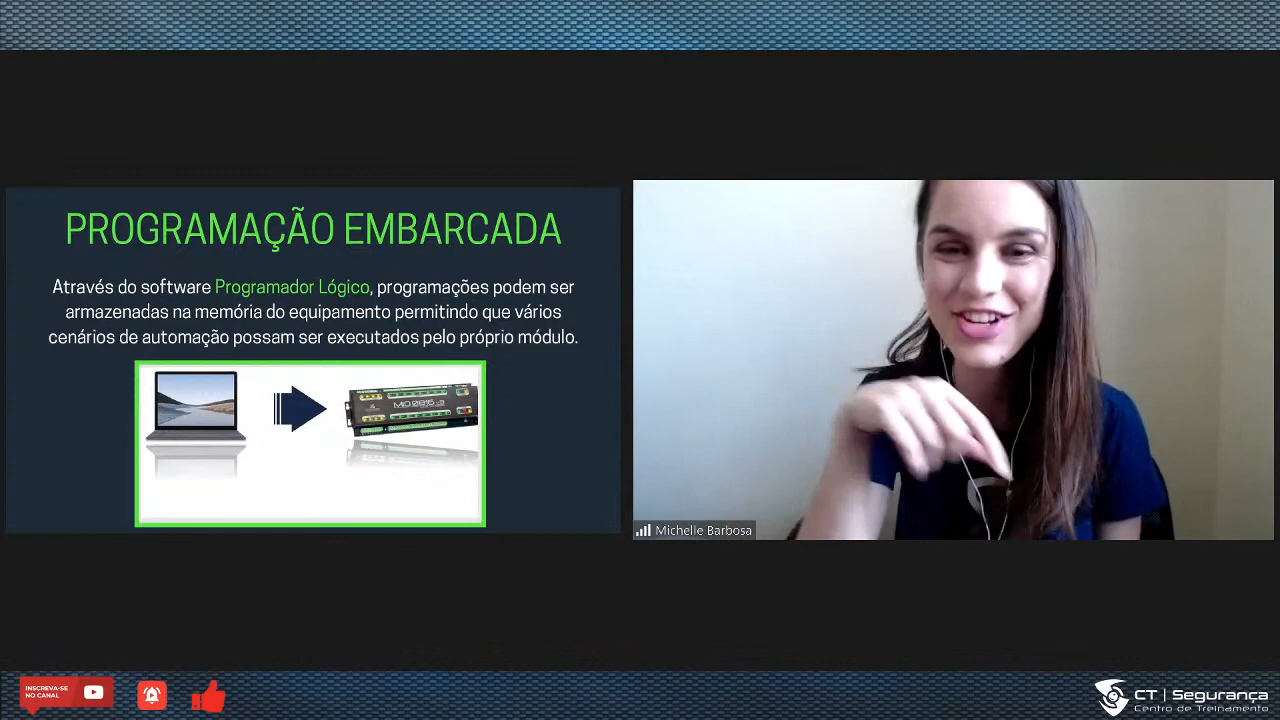 PROGRAMAÇÃO EMBARCADA
Através do software Programador Lógico, programações podem ser
armazenadas na memória do equipamento permitindo que vários
cenários de automação possam ser executados pelo próprio módulo.
Michelle Barbosa
INSCREVA-SE
NO CANAL
CT | Segurança
Centro de Treinamento